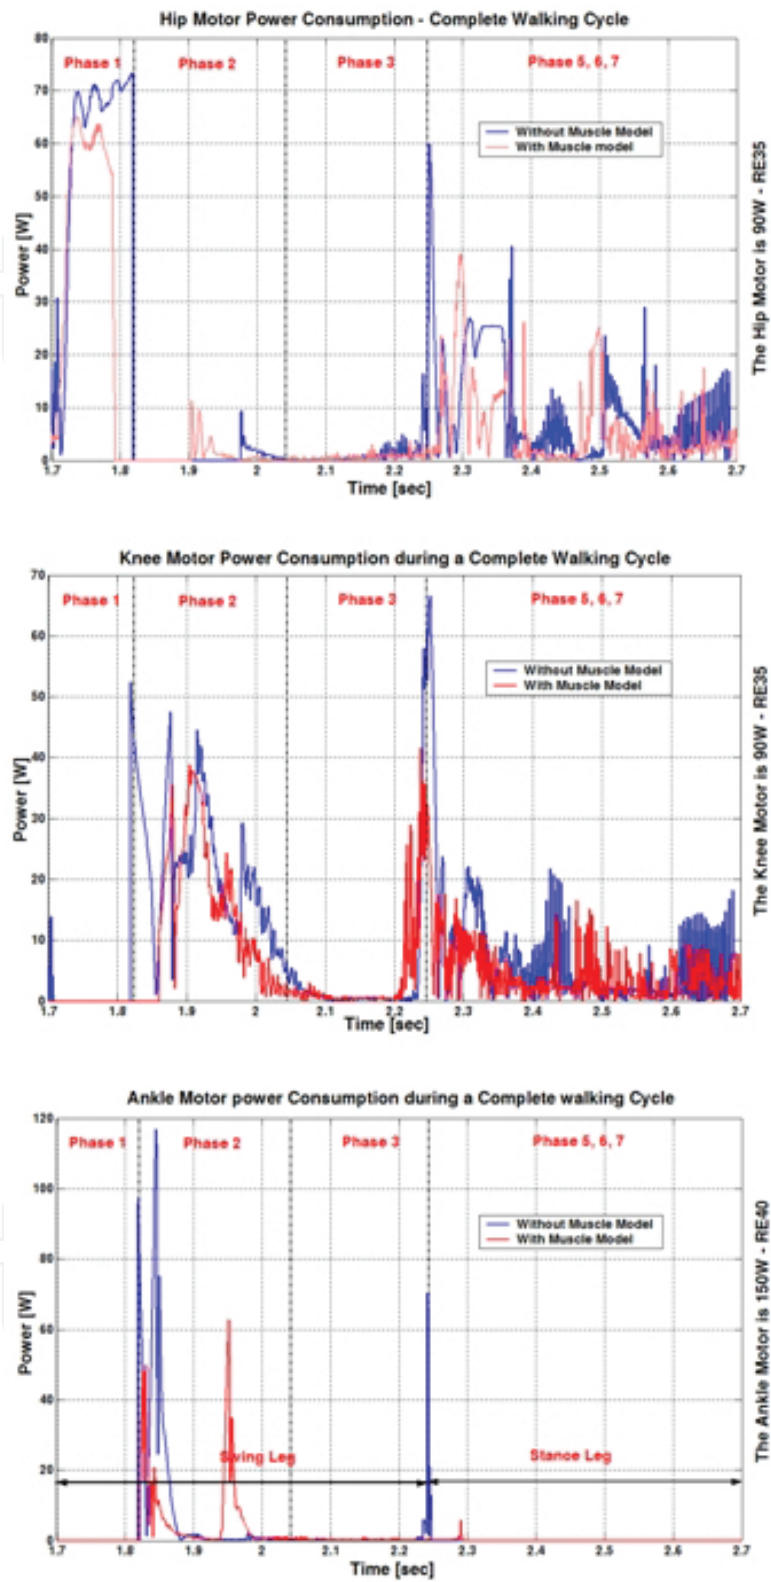 Hip Motor Power Consumption - Complete Walking Cycle
80
70
60
50
40
30
20
10
0
Power [W]
Phase 1
Phase 2
Phase 3
Phase 5, 6, 7
Without Muscle Model
With Muscle model
1.7
1.8
1.9
2
2.1
2.2
2.3
2.4
2.5
2.6
2.7
Time [sec]
The Hip Motor is 90W - RE35
Knee Motor Power Consumption during a Complete Walking Cycle
70
60
50
40
30
20
10
0
Power [W]
Phase 1
Phase 2
Phase 3
Phase 5, 6, 7
Without Muscle Model
With Muscle Model
1.7
1.8
1.9
2
2.1
2.2
2.3
2.4
2.5
2.6
2.7
Time [sec]
The Knee Motor is 90W - RE35
Ankle Motor power Consumption during a Complete walking Cycle
120
100
80
60
40
20
0
Power [W]
Phase 1
Phase 2
Phase 3
Phase 5, 6, 7
Without Muscle Model
With Muscle Model
Swing Leg
Stance Leg
1.7
1.8
1.9
2
2.1
2.2
2.3
2.4
2.5
2.6
2.7
Time [sec]
The Ankle Motor is 150W - RE40